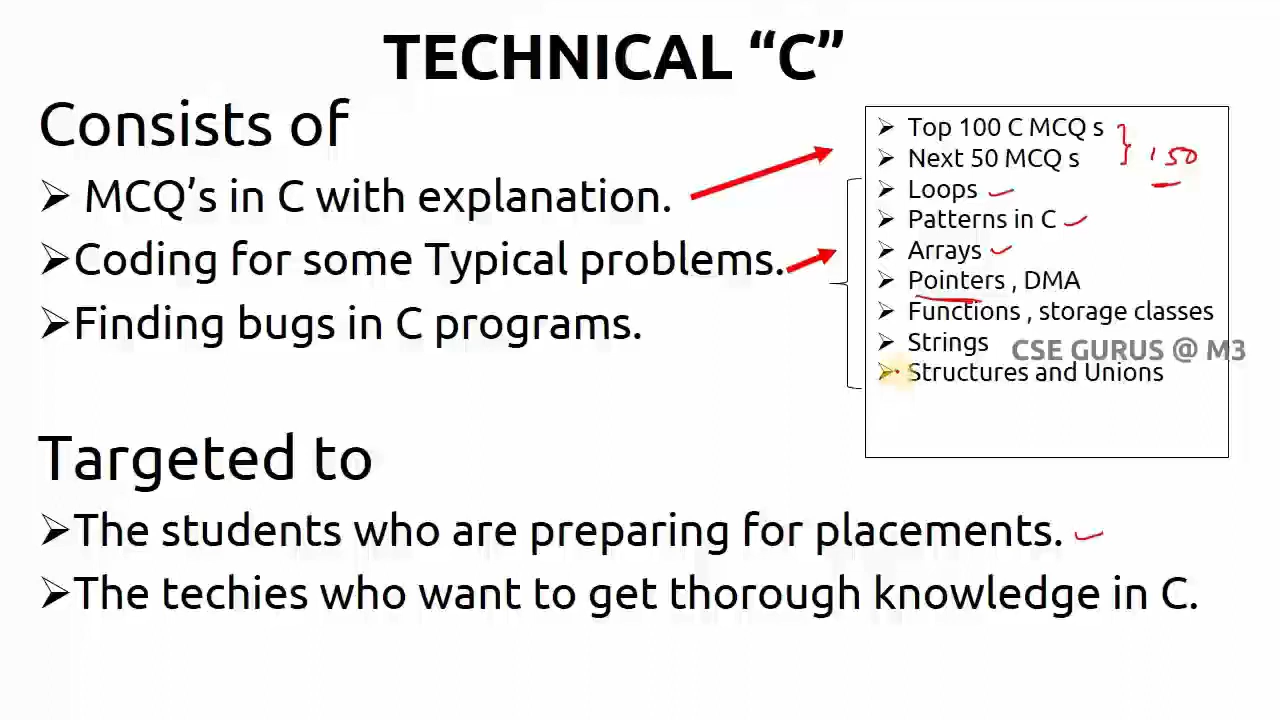 TECHNICAL “C”
Consists of
MCQ’s in C with explanation.
Coding for some Typical problems.
Finding bugs in C programs.
Top 100 C MCQ s
Next 50 MCQ s
150
Loops
Patterns in C
Arrays
Pointers , DMA
Functions , storage classes
Strings
CSE GURUS @ M3
Structures and Unions
Targeted to
The students who are preparing for placements.
The techies who want to get thorough knowledge in C.